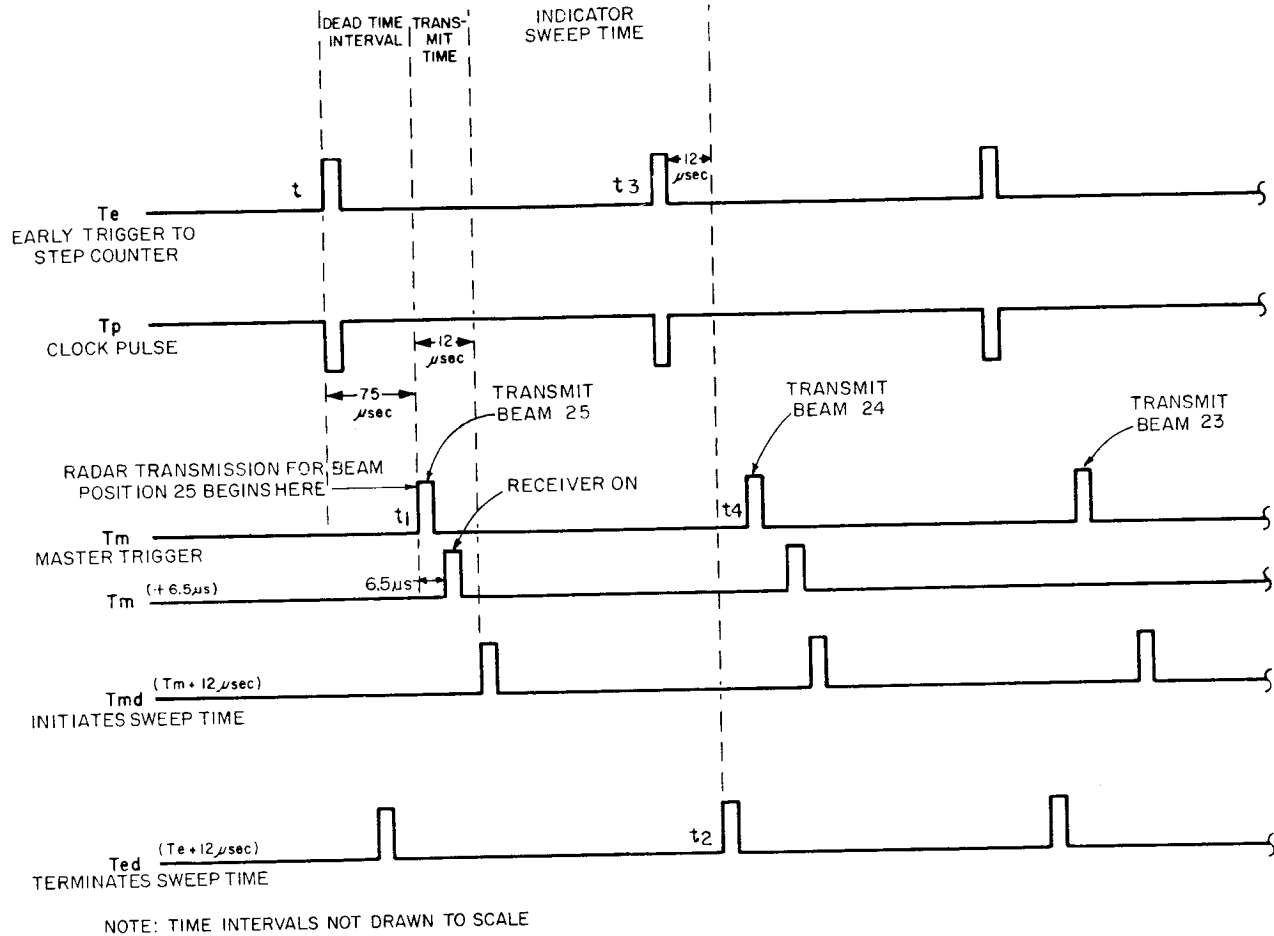 DEAD TIME
INTERVAL
TRANS-
MIT
TIME
INDICATOR
SWEEP TIME
t
t3
12
μsec
Te
EARLY TRIGGER TO
STEP COUNTER
Tp
CLOCK PULSE
12
μsec
75
μsec
TRANSMIT
BEAM 25
TRANSMIT
BEAM 24
TRANSMIT
BEAM 23
RADAR TRANSMISSION FOR BEAM
POSITION 25 BEGINS HERE
RECEIVER ON
t1
t4
Tm
MASTER TRIGGER
Tm (+6.5μs)
6.5μs
Tmd (Tm + 12 μsec)
INITIATES SWEEP TIME
t2
Ted (Te + 12 μsec)
TERMINATES SWEEP TIME
NOTE: TIME INTERVALS NOT DRAWN TO SCALE